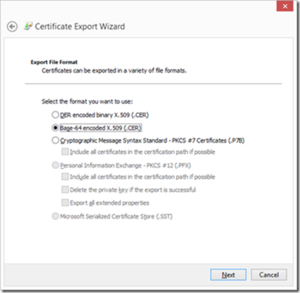 Certificate Export Wizard
Export File Format
Certificates can be exported in a variety of file formats.
Select the format you want to use:
DER encoded binary X.509 (.CER)
Base-64 encoded X.509 (.CER)
Cryptographic Message Syntax Standard - PKCS #7 Certificates (.P7B)
Include all certificates in the certification path if possible
Personal Information Exchange - PKCS #12 (.PFX)
Include all certificates in the certification path if possible
Delete the private key if the export is successful
Export all extended properties
Microsoft Serialized Certificate Store (.SST)
Next
Cancel